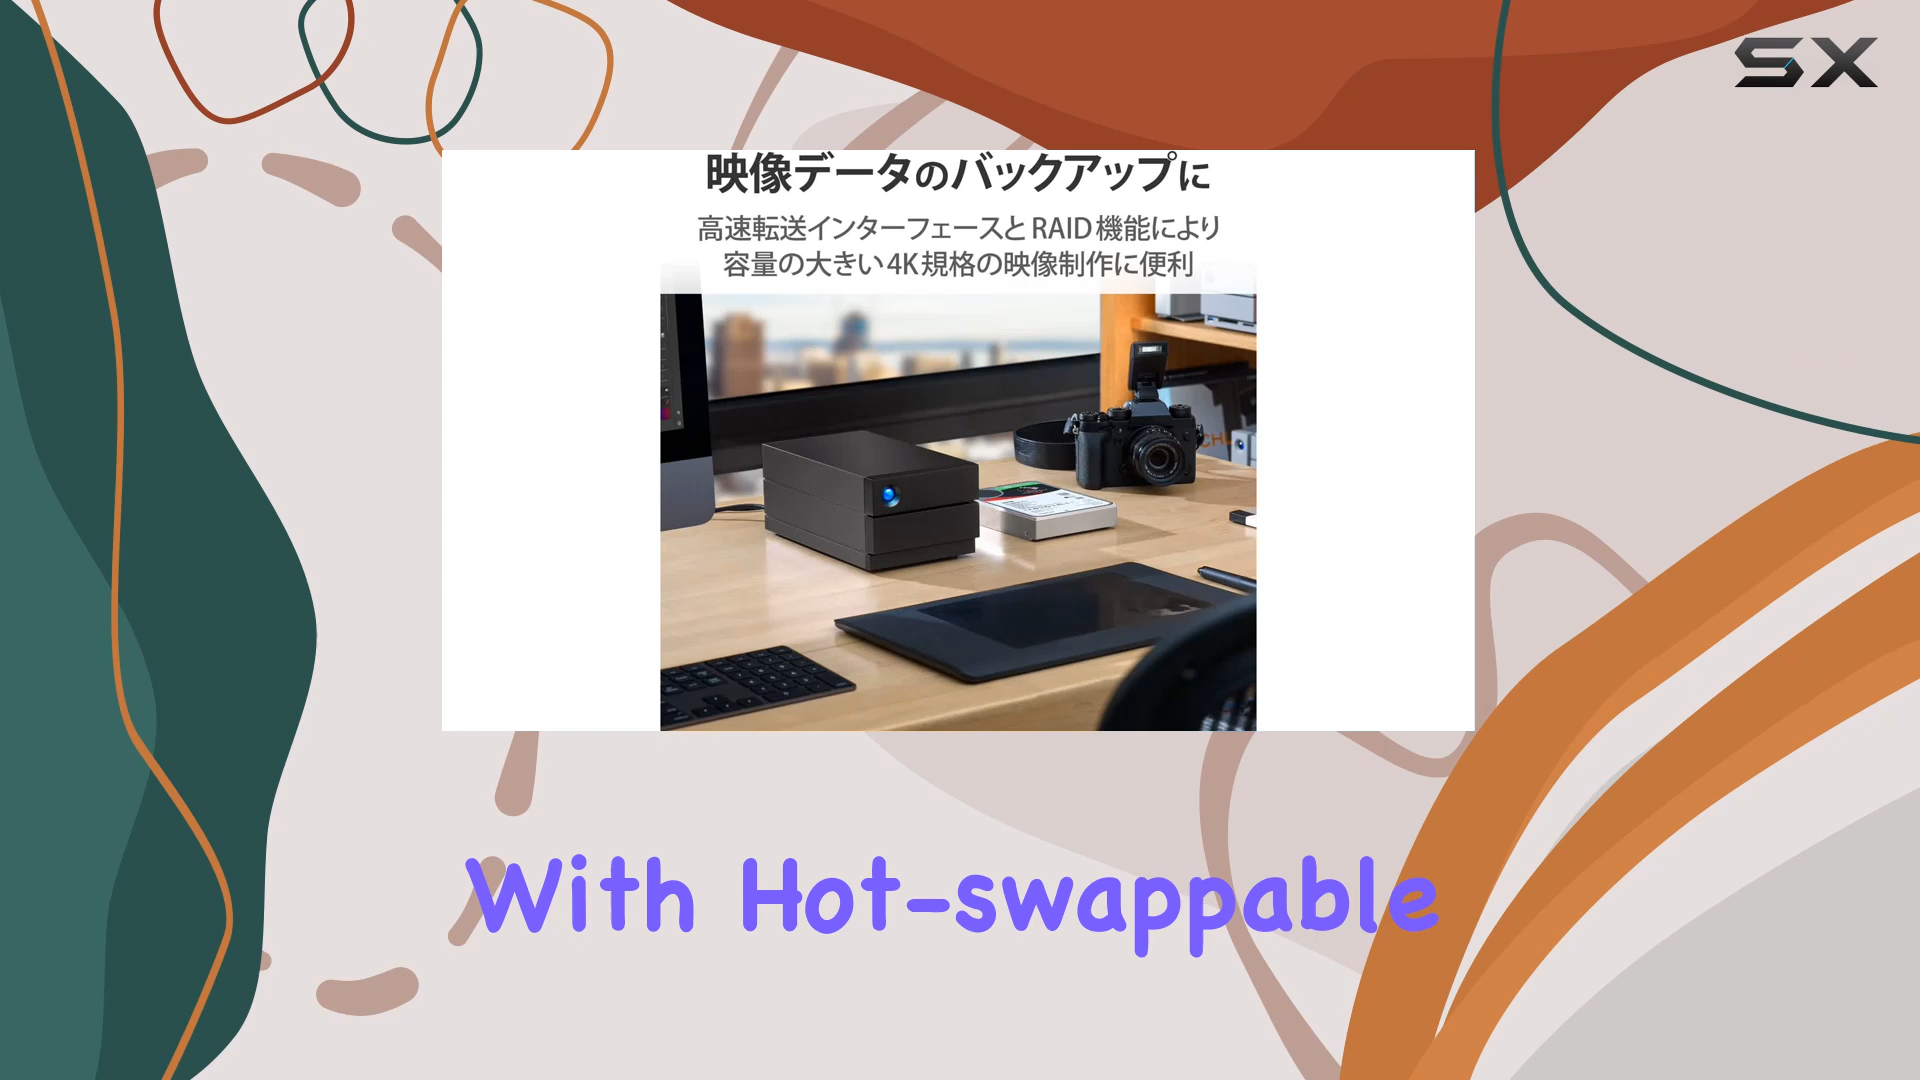 SX
映像データのバックアップに
高速転送インターフェースとRAID機能により
容量の大きい4K規格の映像制作に便利
With Hot-swappable